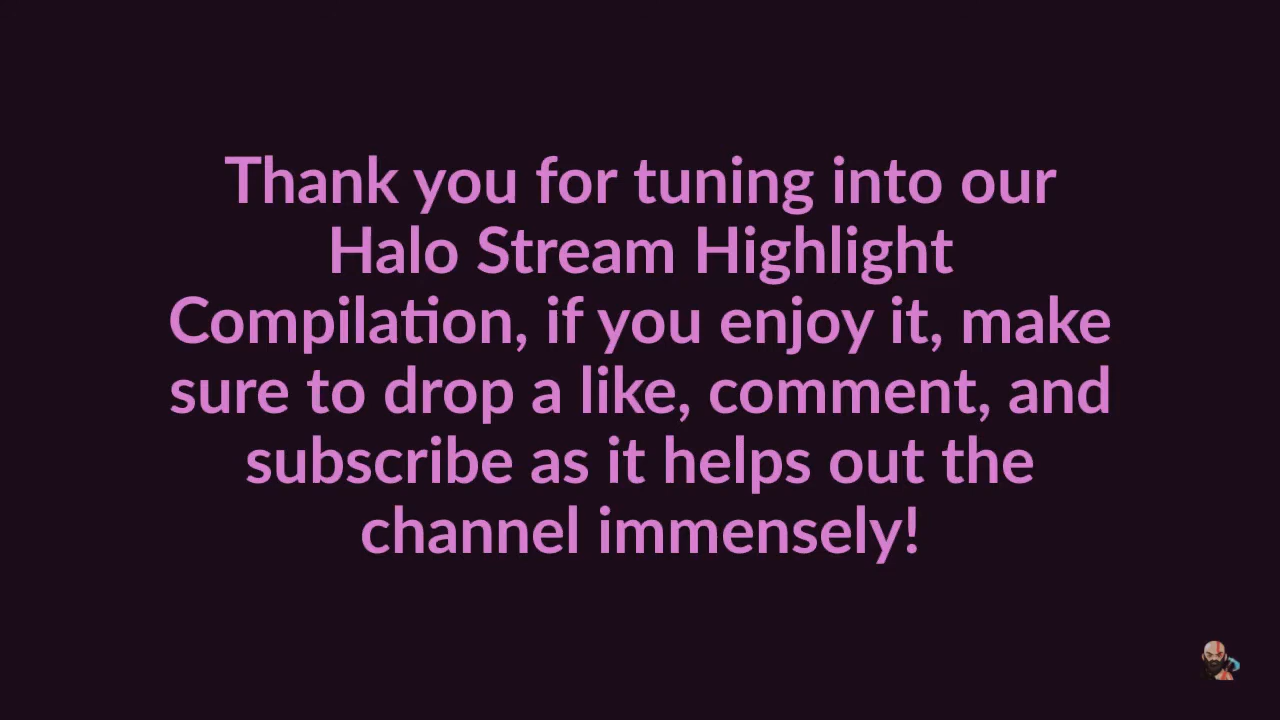 Thank you for tuning into our
Halo Stream Highlight
Compilation, if you enjoy it, make
sure to drop a like, comment, and
subscribe as it helps out the
channel immensely!